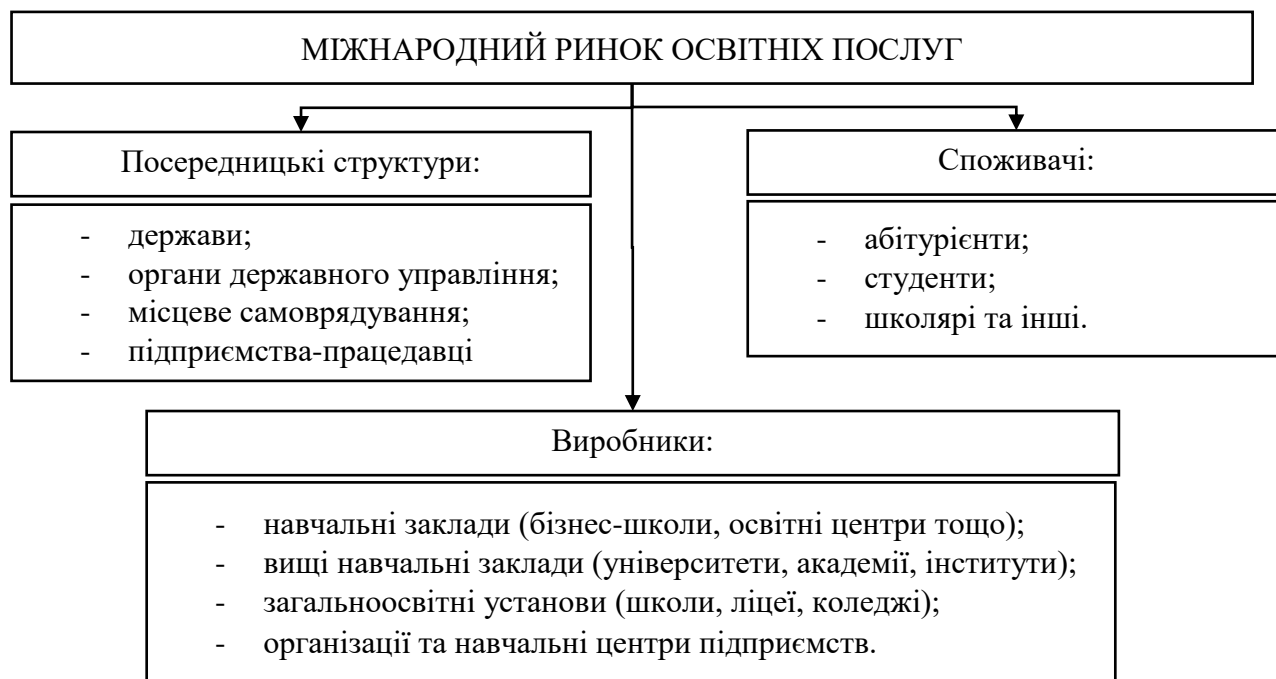 МІЖНАРОДНИЙ РИНОК ОСВІТНІХ ПОСЛУГ
Посередницькі структури:
- держави;
- органи державного управління;
- місцеве самоврядування;
- підприємства-працедавці
Споживачі:
- абітурієнти;
- студенти;
- школярі та інші.
Виробники:
- навчальні заклади (бізнес-школи, освітні центри тощо);
- вищі навчальні заклади (університети, академії, інститути);
- загальноосвітні установи (школи, ліцеї, коледжі);
- організації та навчальні центри підприємств.